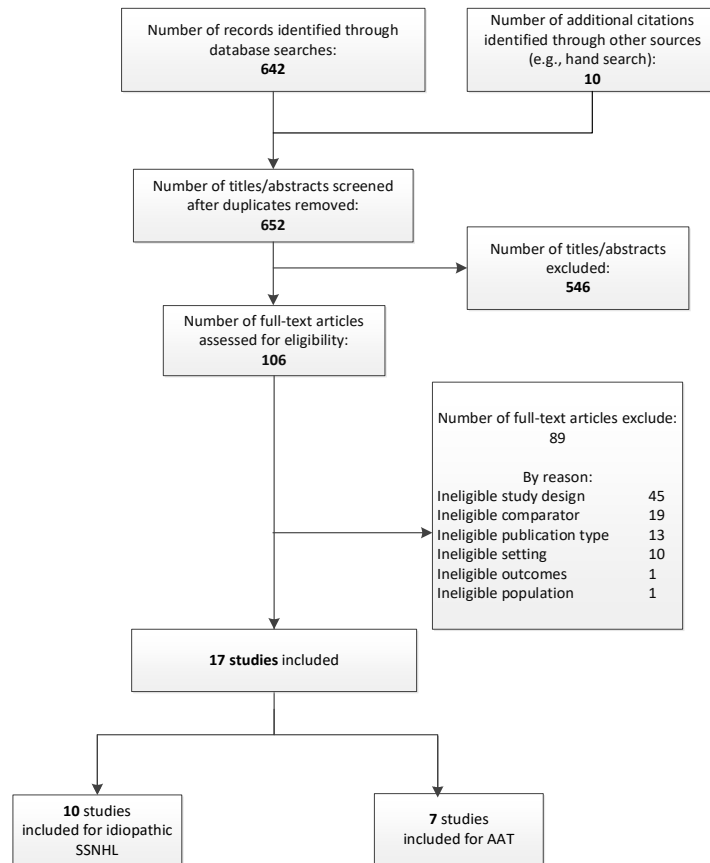 Number of records identified through
database searches:
642
Number of additional citations
identified through other sources
(e.g., hand search):
10
Number of titles/abstracts screened
after duplicates removed:
652
Number of titles/abstracts
excluded:
546
Number of full-text articles
assessed for eligibility:
106
Number of full-text articles exclude:
89
By reason:
Ineligible study design 45
Ineligible comparator 19
Ineligible publication type 13
Ineligible setting 10
Ineligible outcomes 1
Ineligible population 1
17 studies included
10 studies
included for idiopathic
SSNHL
7 studies
included for AAT